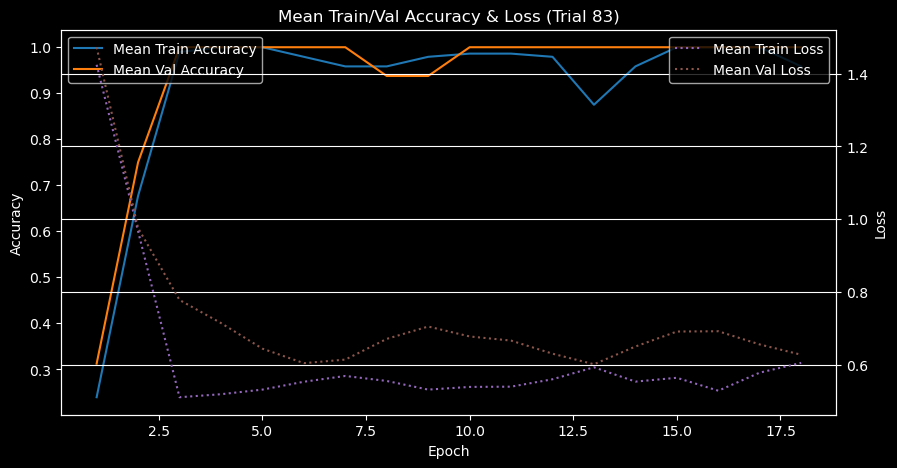 Mean Train/Val Accuracy & Loss (Trial 83)
Mean Train Accuracy
Mean Val Accuracy
Mean Train Loss
Mean Val Loss
1.0
0.9
0.8
0.7
0.6
0.5
0.4
0.3
Accuracy
1.4
1.2
1.0
0.8
0.6
Loss
2.5 5.0 7.5 10.0 12.5 15.0 17.5
Epoch